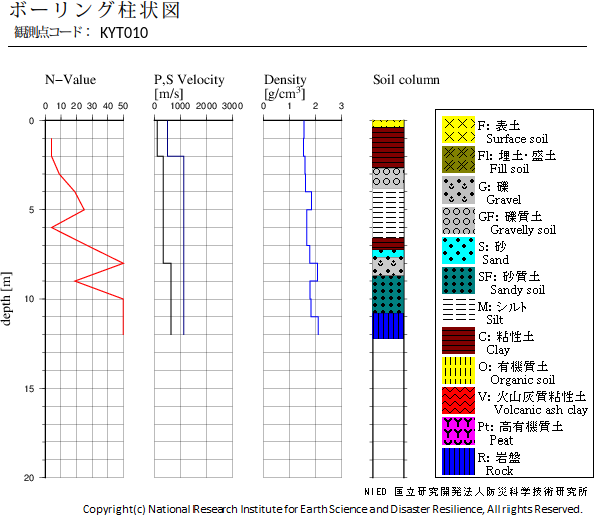 ボーリング柱状図
観測点コード： KYT010
N-Value
P,S Velocity
[m/s]
Density
[g/cm3]
Soil column
0 10 20 30 40 50
0 1000 2000 3000
0 1 2 3
0
5
10
15
20
depth [m]
F: 表土
Surface soil
Fl: 埋土・盛土
Fill soil
G: 礫
Gravel
GF: 礫質土
Gravelly soil
S: 砂
Sand
SF: 砂質土
Sandy soil
M: シルト
Silt
C: 粘性土
Clay
O: 有機質土
Organic soil
V: 火山灰質粘性土
Volcanic ash clay
Pt: 高有機質土
Peat
R: 岩盤
Rock
NIED 国立研究開発法人防災科学技術研究所
Copyright(c) National Research Institute for Earth Science and Disaster Resilience, All rights Reserved.